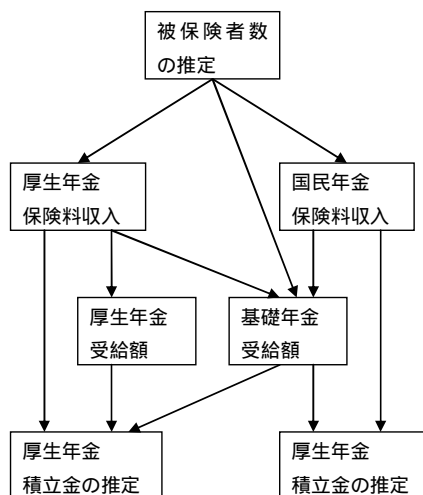 被保険者数
の推定
厚生年金
保険料収入
国民年金
保険料収入
厚生年金
受給額
基礎年金
受給額
厚生年金
積立金の推定
厚生年金
積立金の推定